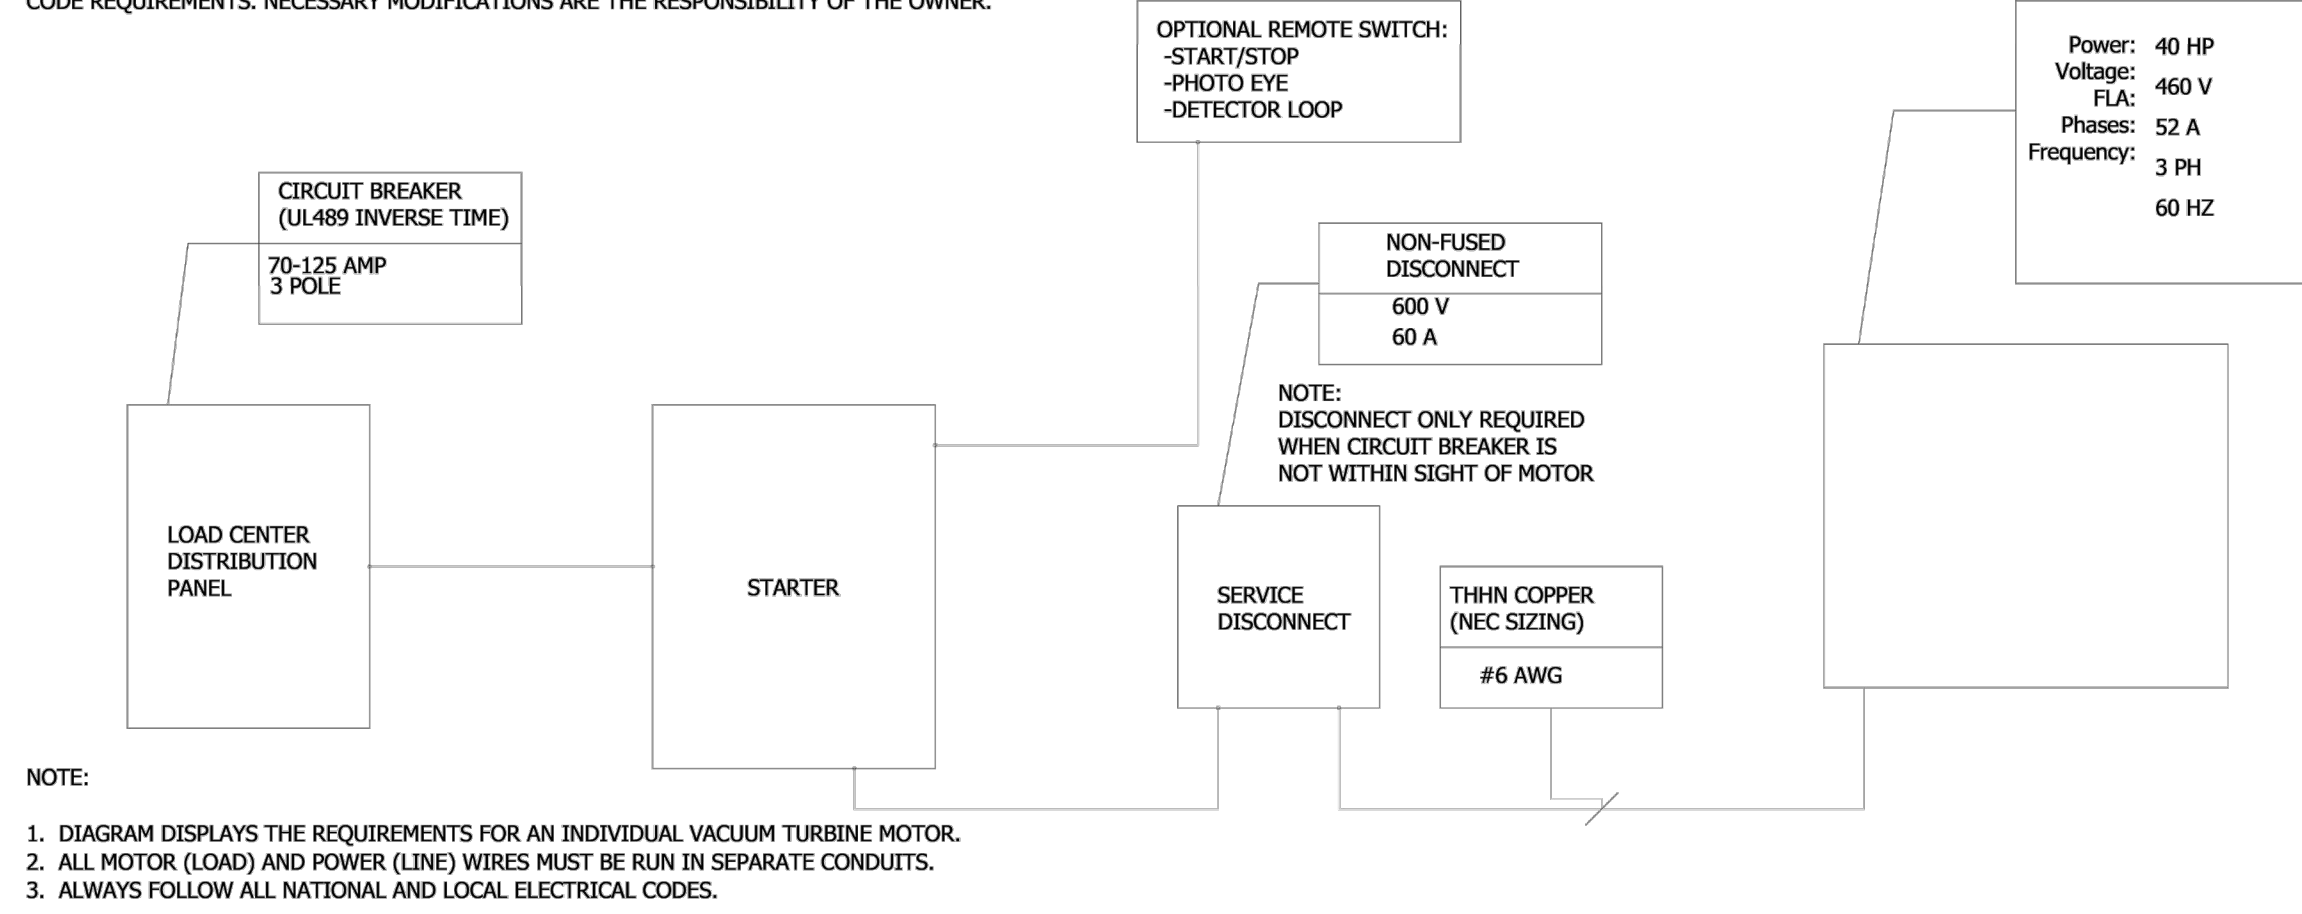 CODE REQUIREMENTS. NECESSARY MODIFICATIONS ARE THE RESPONSIBILITY OF THE OWNER.
OPTIONAL REMOTE SWITCH:
-START/STOP
-PHOTO EYE
-DETECTOR LOOP
Power: 40 HP
Voltage: 460 V
FLA: 52 A
Phases: 3 PH
Frequency: 60 HZ
CIRCUIT BREAKER
(UL489 INVERSE TIME)
70-125 AMP
3 POLE
NON-FUSED
DISCONNECT
600 V
60 A
NOTE:
DISCONNECT ONLY REQUIRED
WHEN CIRCUIT BREAKER IS
NOT WITHIN SIGHT OF MOTOR
LOAD CENTER
DISTRIBUTION
PANEL
STARTER
SERVICE
DISCONNECT
THHN COPPER
(NEC SIZING)
#6 AWG
NOTE:
1. DIAGRAM DISPLAYS THE REQUIREMENTS FOR AN INDIVIDUAL VACUUM TURBINE MOTOR.
2. ALL MOTOR (LOAD) AND POWER (LINE) WIRES MUST BE RUN IN SEPARATE CONDUITS.
3. ALWAYS FOLLOW ALL NATIONAL AND LOCAL ELECTRICAL CODES.